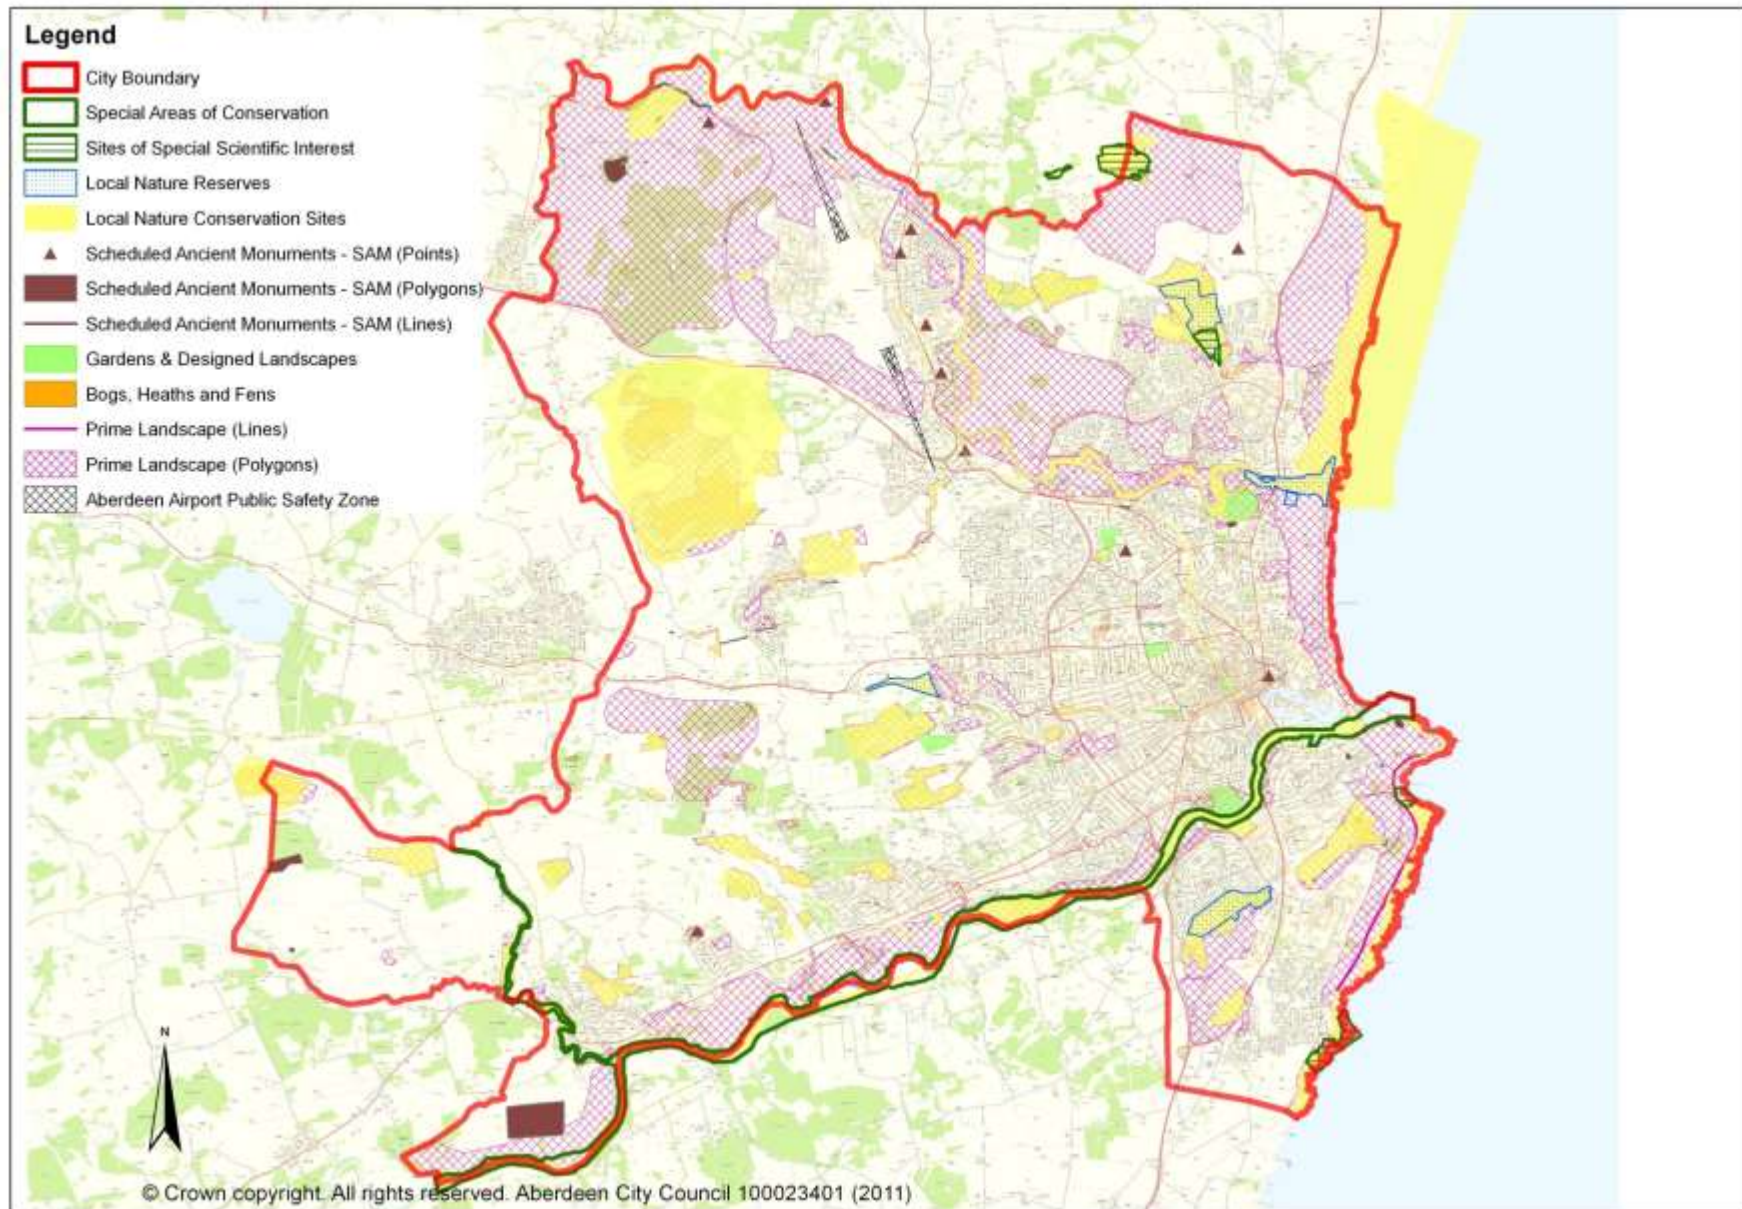 Legend
City Boundary
Special Areas of Conservation
Sites of Special Scientific Interest
Local Nature Reserves
Local Nature Conservation Sites
Scheduled Ancient Monuments - SAM (Points)
Scheduled Ancient Monuments - SAM (Polygons)
Scheduled Ancient Monuments - SAM (Lines)
Gardens & Designed Landscapes
Bogs, Heaths and Fens
Prime Landscape (Lines)
Prime Landscape (Polygons)
Aberdeen Airport Public Safety Zone
N
© Crown copyright. All rights reserved. Aberdeen City Council 100023401 (2011)